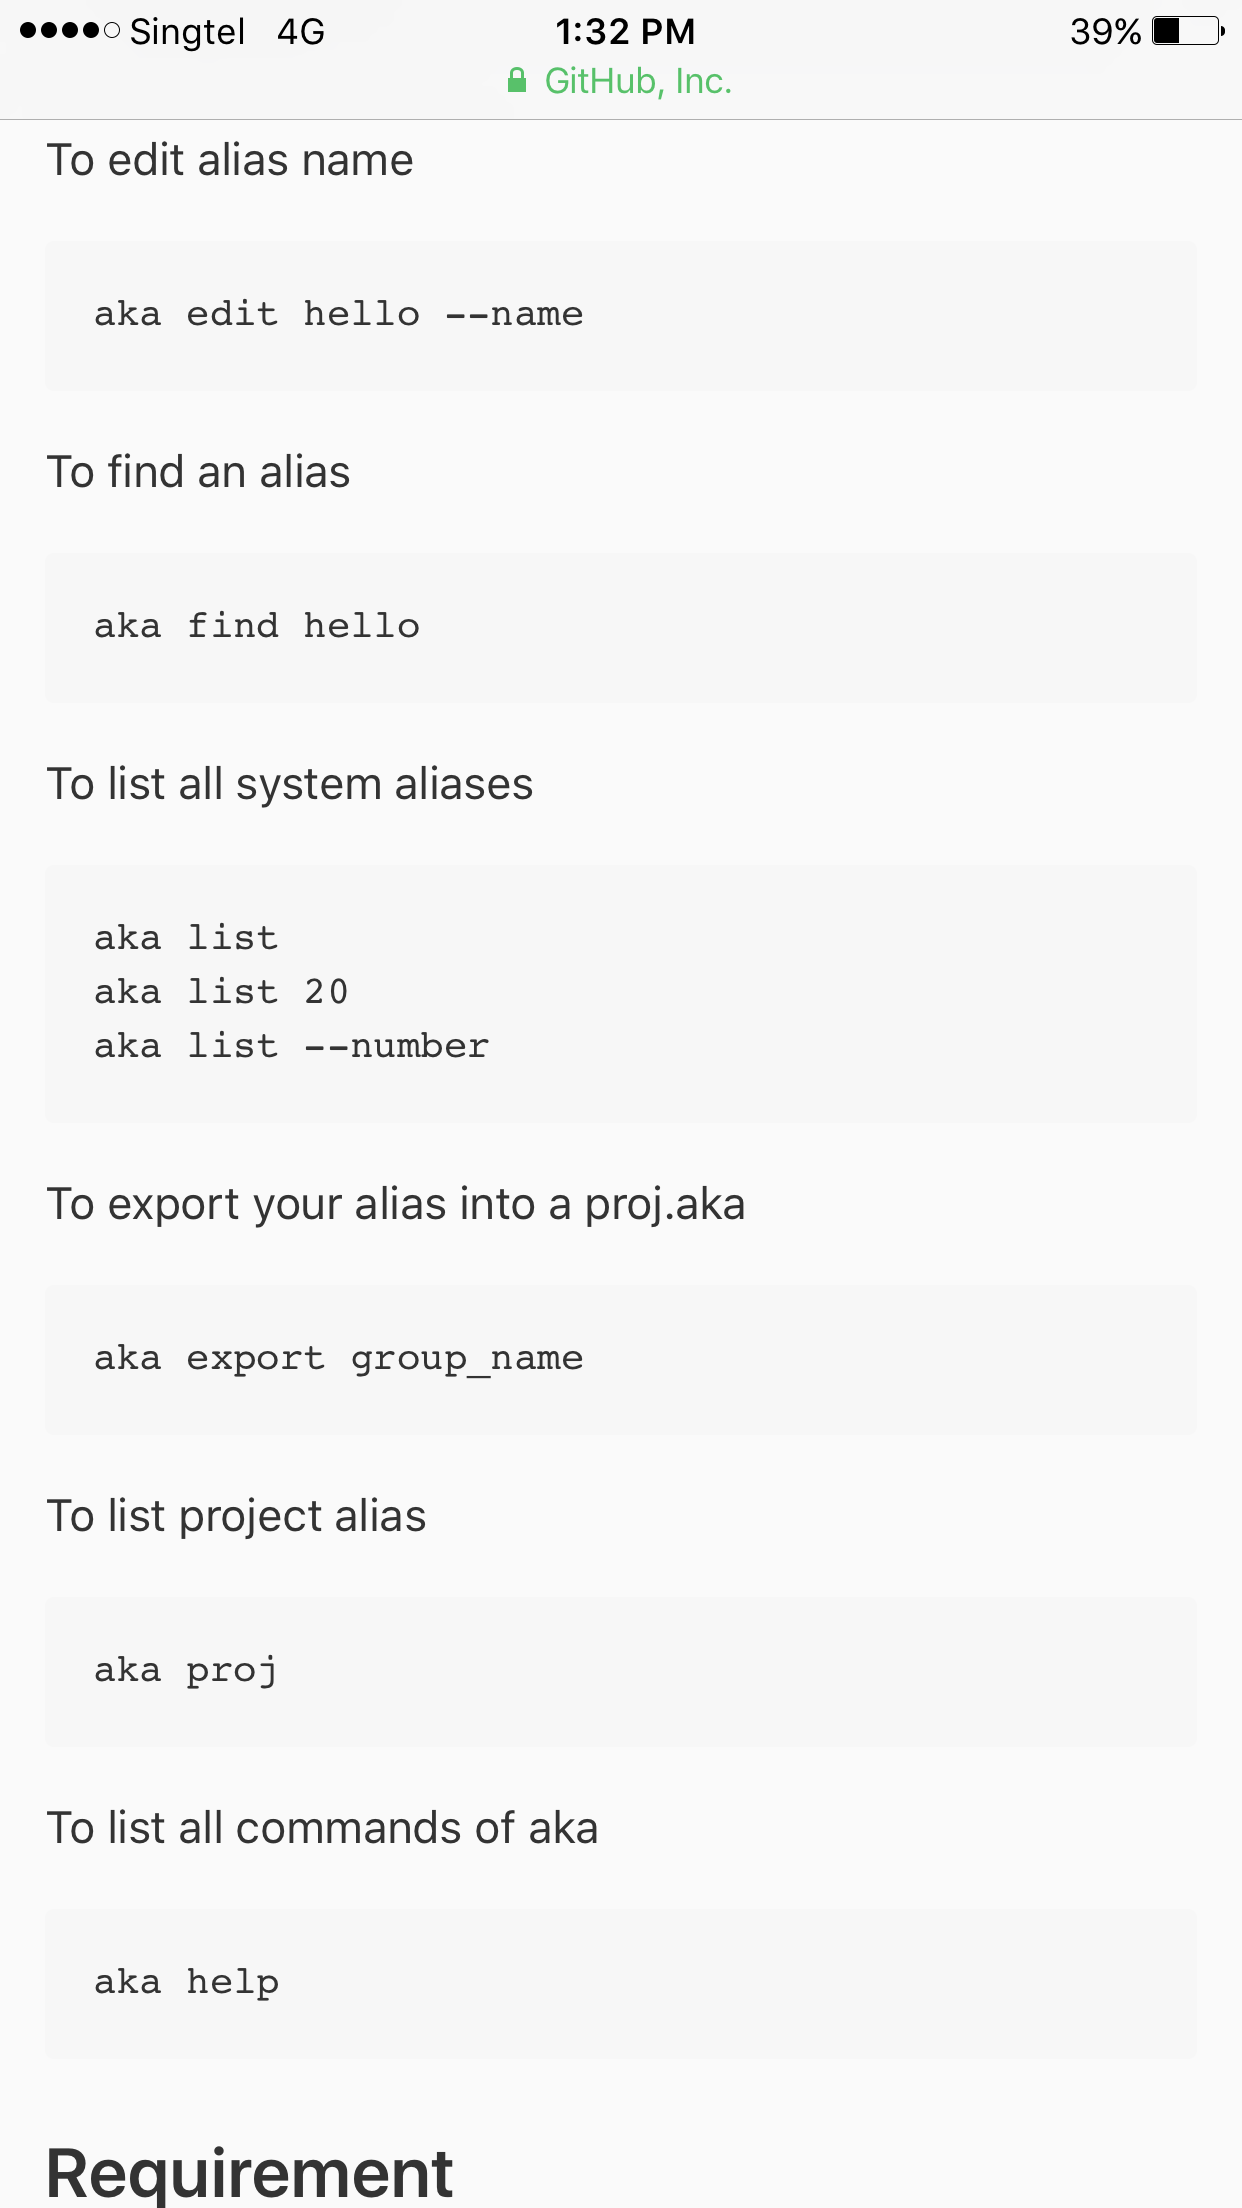 Singtel 4G 1:32 PM 39%
GitHub, Inc.
To edit alias name
aka edit hello --name
To find an alias
aka find hello
To list all system aliases
aka list
aka list 20
aka list --number
To export your alias into a proj.aka
aka export group_name
To list project alias
aka proj
To list all commands of aka
aka help
Requirement